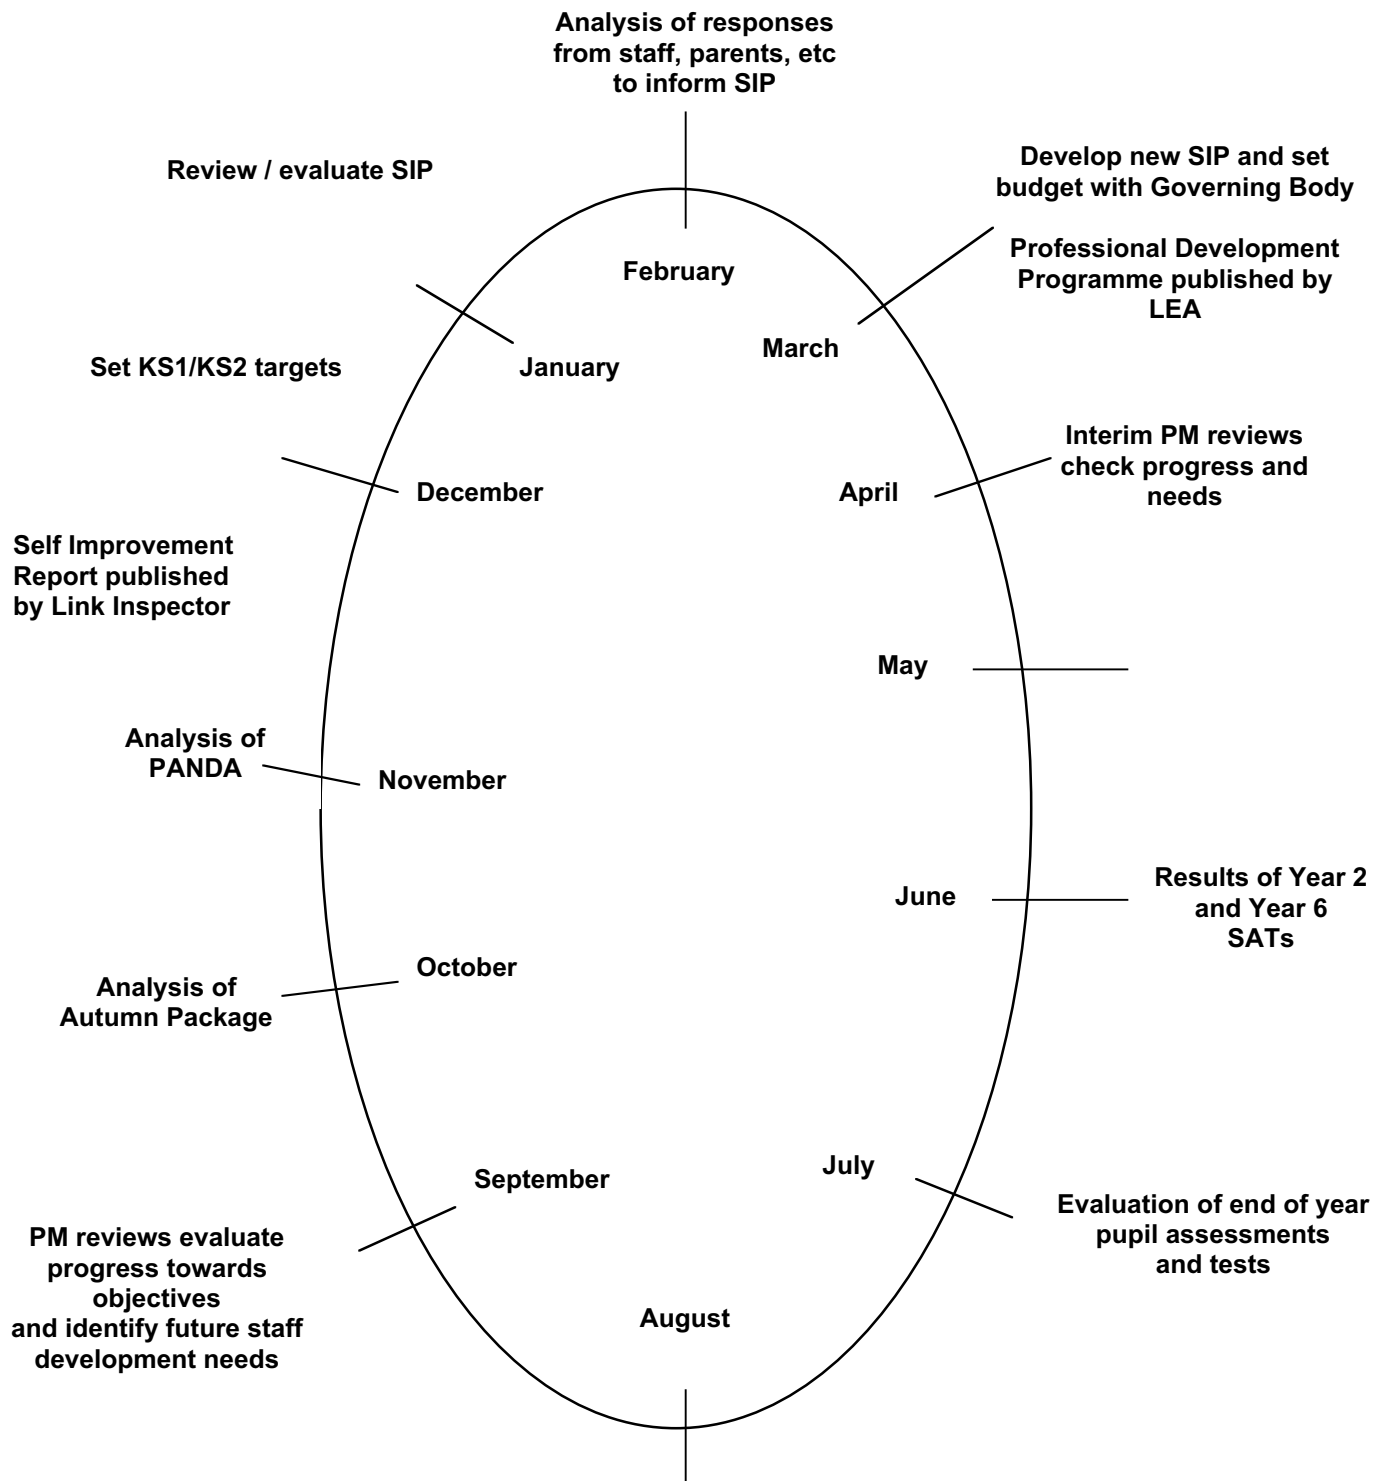 Analysis of responses
from staff, parents, etc
to inform SIP
Review / evaluate SIP
Develop new SIP and set
budget with Governing Body
Professional Development
Programme published by
LEA
February
March
January
Set KS1/KS2 targets
Interim PM reviews
check progress and
needs
April
December
Self Improvement
Report published
by Link Inspector
May
Analysis of
PANDA
November
June
Results of Year 2
and Year 6
SATs
October
Analysis of
Autumn Package
July
September
Evaluation of end of year
pupil assessments
and tests
PM reviews evaluate
progress towards
objectives
and identify future staff
development needs
August